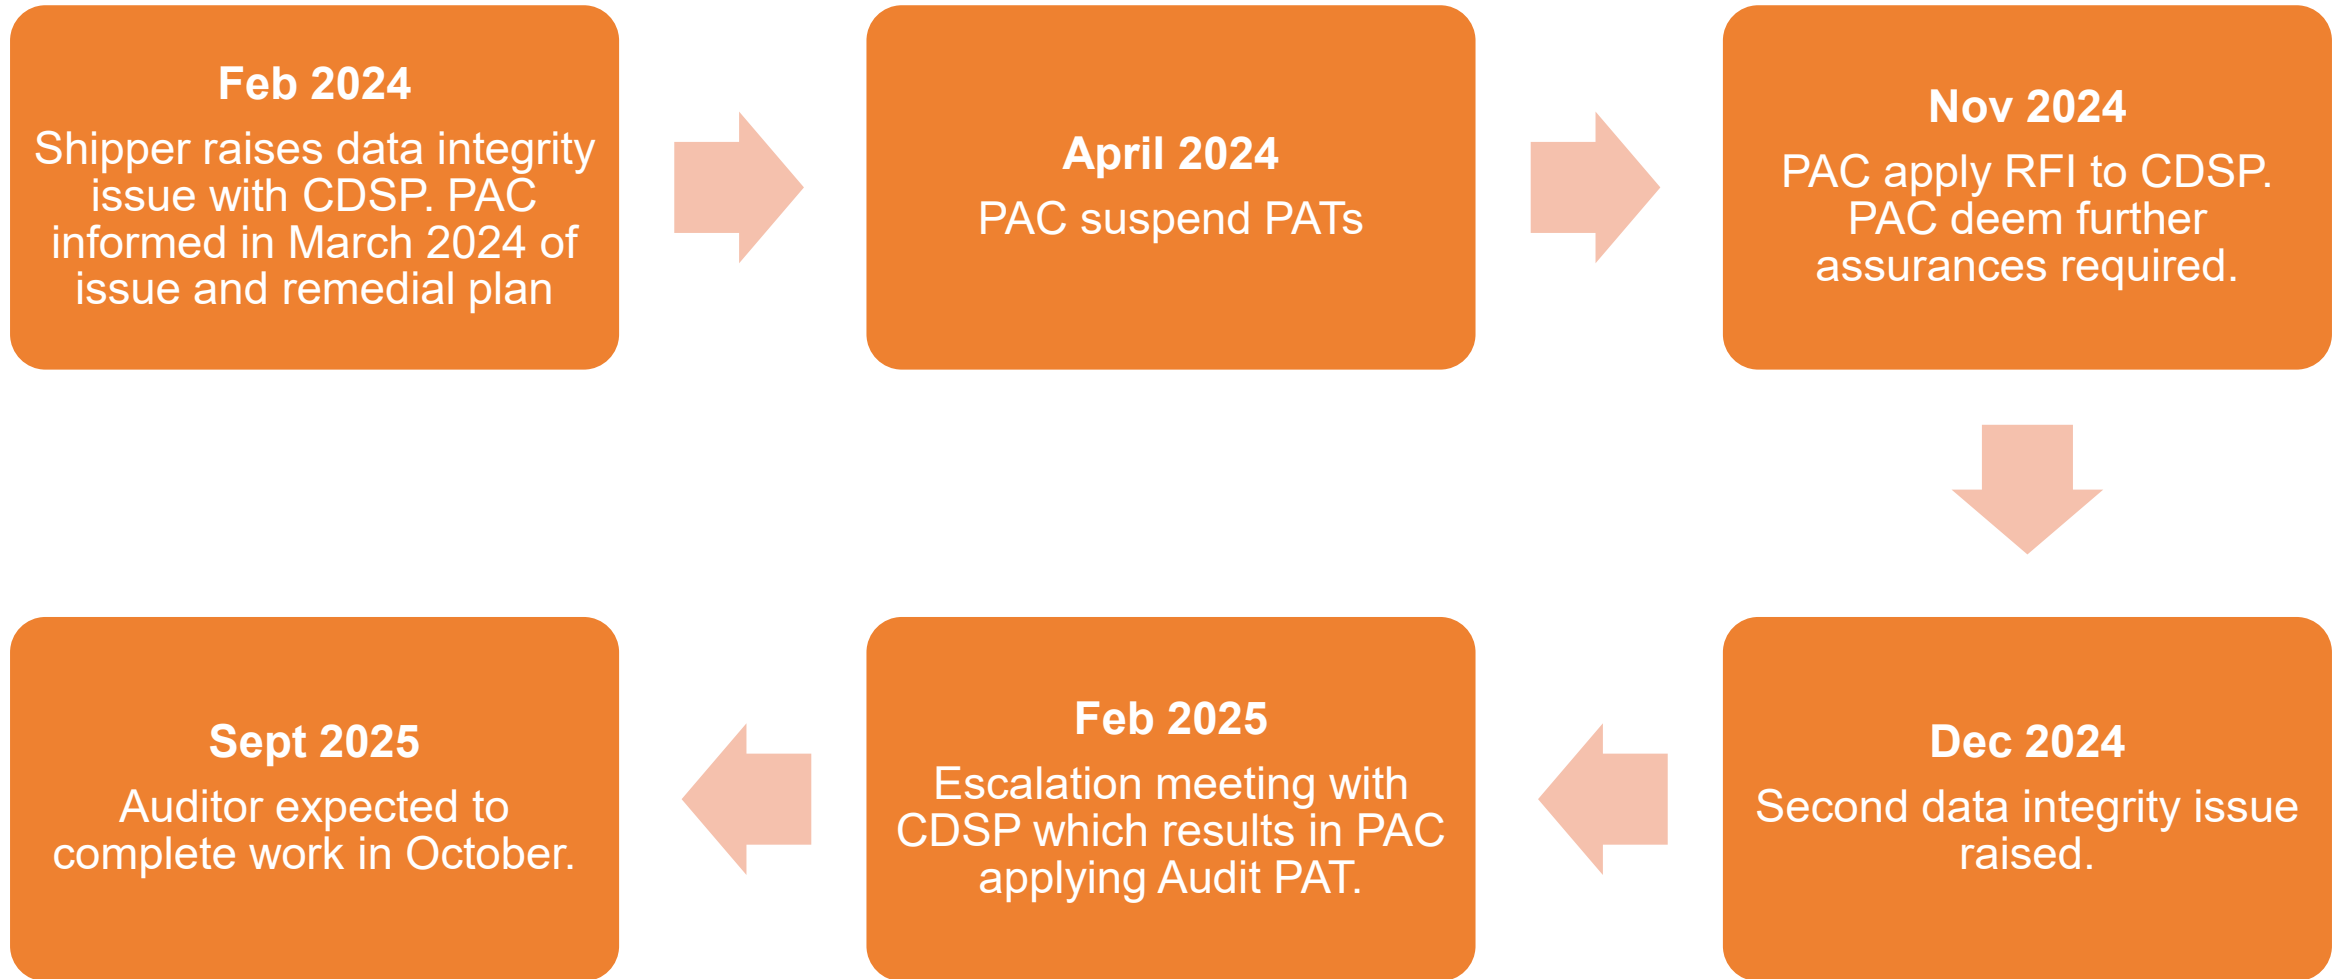 Feb 2024
Shipper raises data integrity
issue with CDSP. PAC
informed in March 2024 of
issue and remedial plan
April 2024
PAC suspend PATs
Nov 2024
PAC apply RFI to CDSP.
PAC deem further
assurances required.
Dec 2024
Second data integrity issue
raised.
Feb 2025
Escalation meeting with
CDSP which results in PAC
applying Audit PAT.
Sept 2025
Auditor expected to
complete work in October.